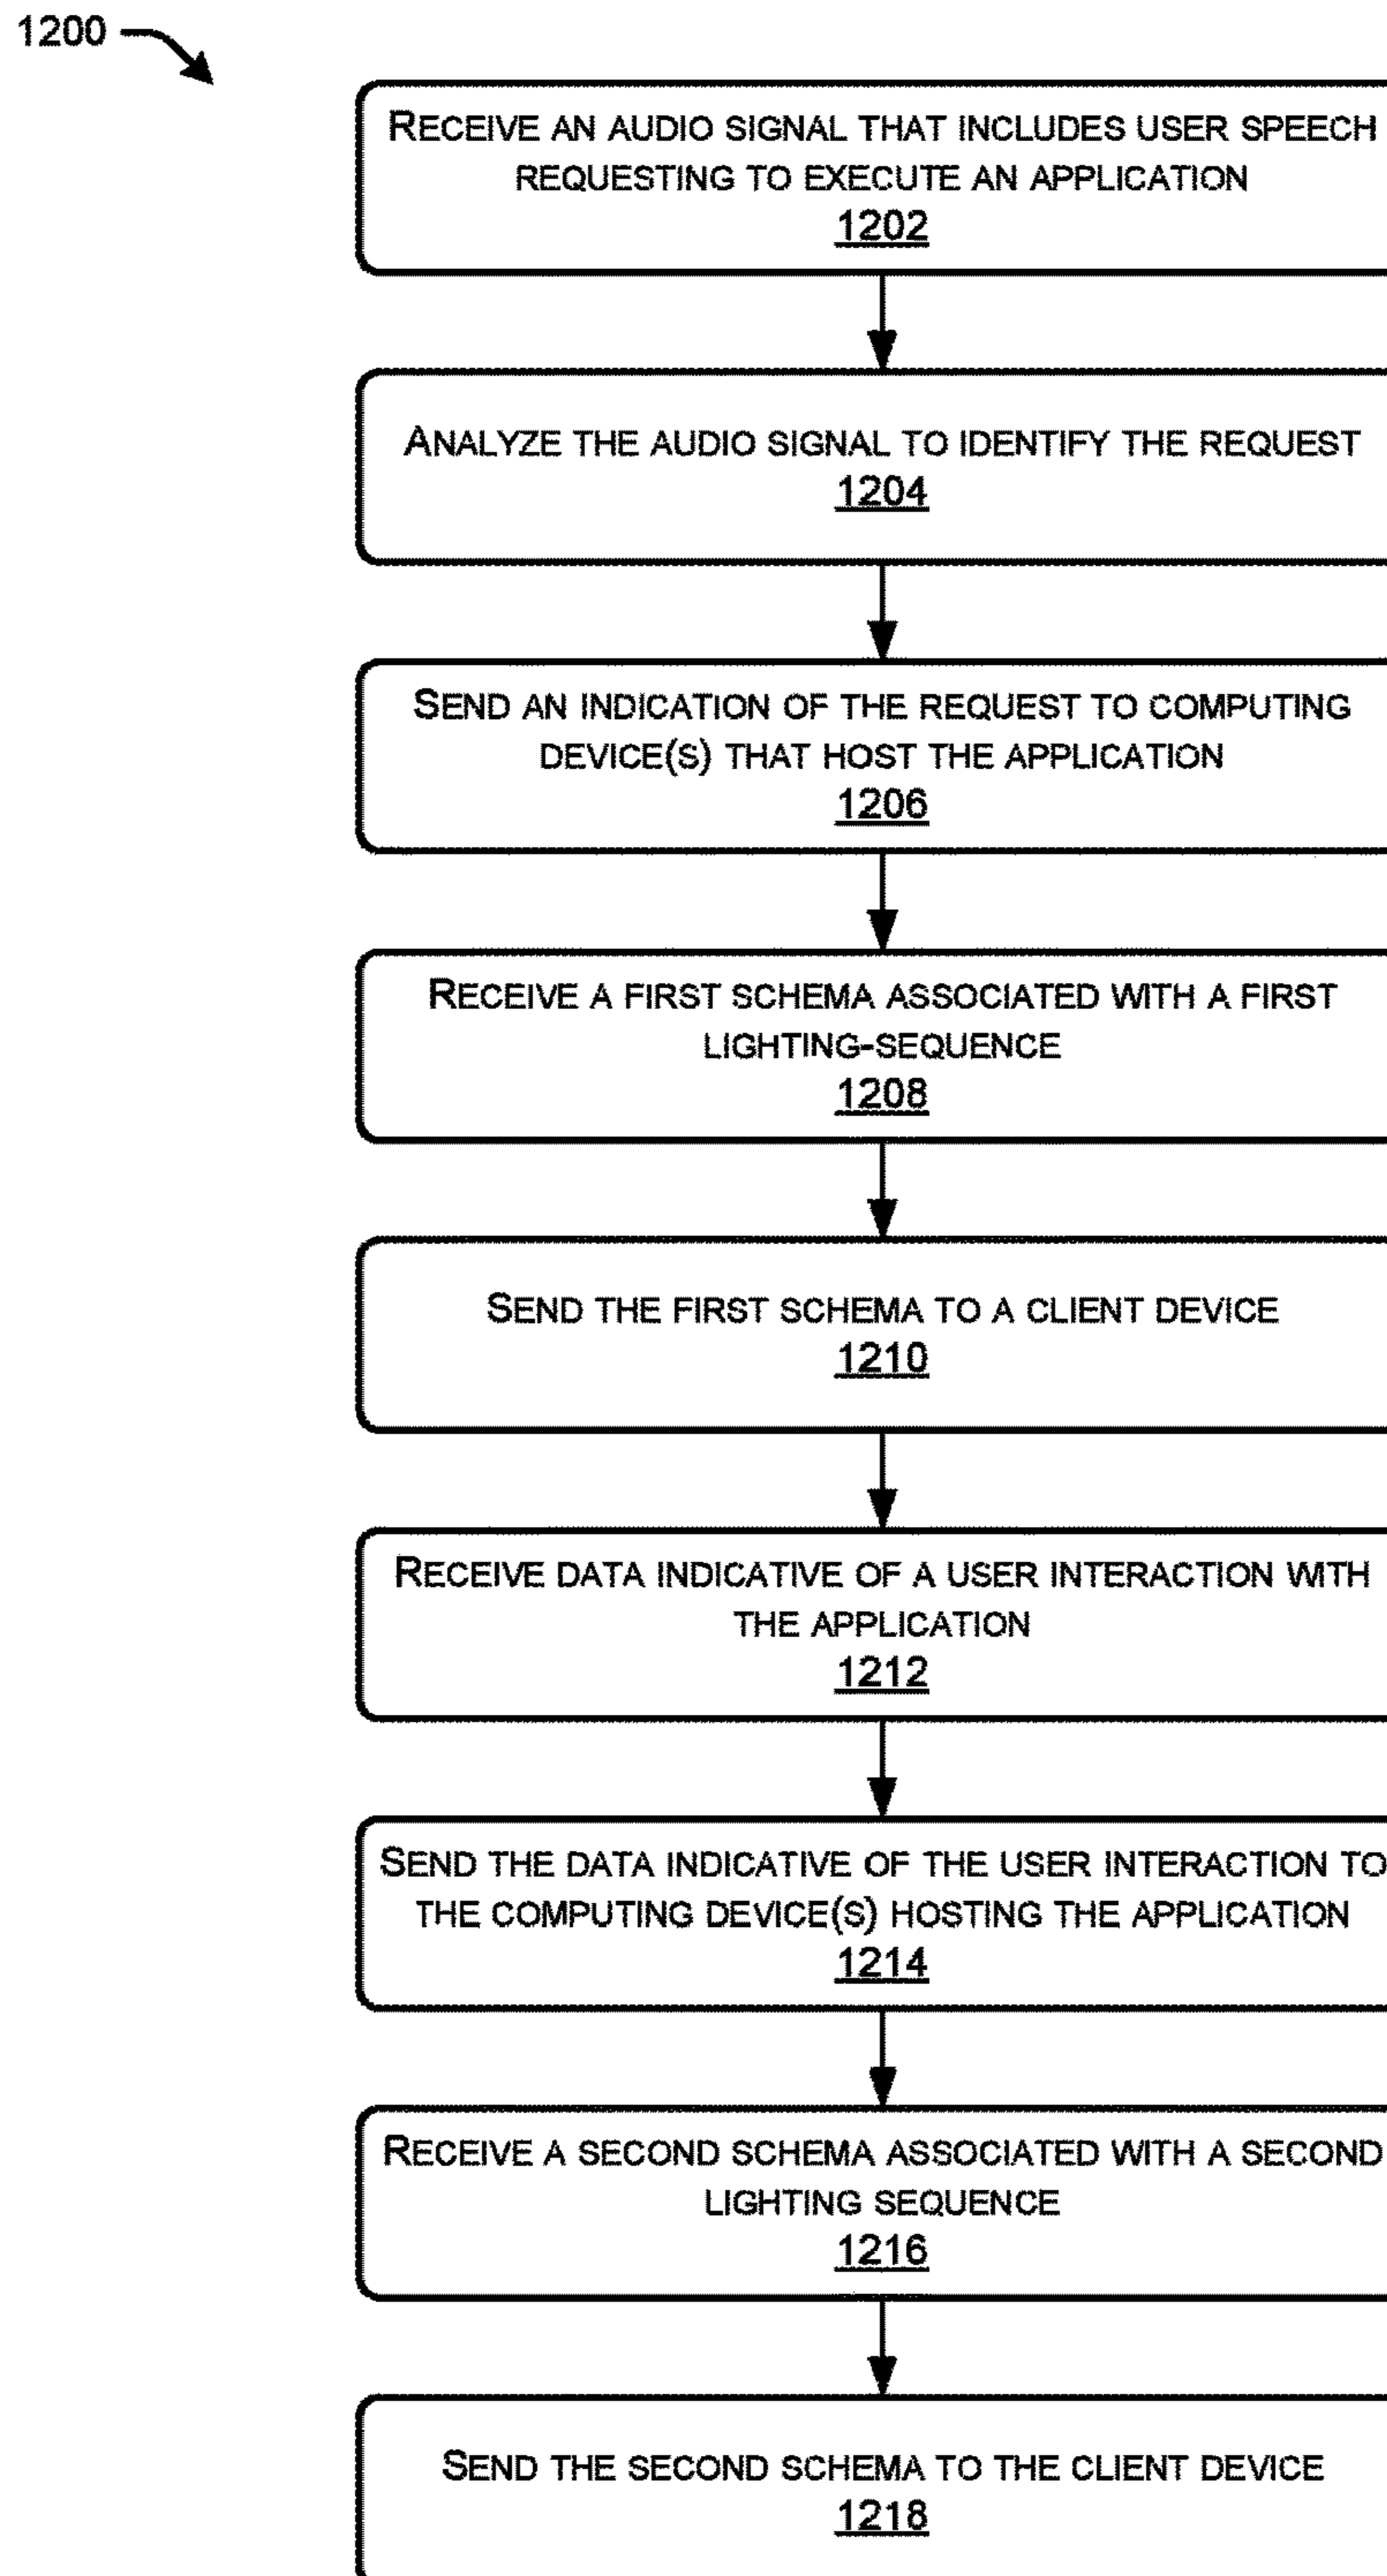 1200
RECEIVE AN AUDIO SIGNAL THAT INCLUDES USER SPEECH
REQUESTING TO EXECUTE AN APPLICATION
1202
ANALYZE THE AUDIO SIGNAL TO IDENTIFY THE REQUEST
1204
SEND AN INDICATION OF THE REQUEST TO COMPUTING
DEVICE(S) THAT HOST THE APPLICATION
1206
RECEIVE A FIRST SCHEMA ASSOCIATED WITH A FIRST
LIGHTING-SEQUENCE
1208
SEND THE FIRST SCHEMA TO A CLIENT DEVICE
1210
RECEIVE DATA INDICATIVE OF A USER INTERACTION WITH
THE APPLICATION
1212
SEND THE DATA INDICATIVE OF THE USER INTERACTION TO
THE COMPUTING DEVICE(S) HOSTING THE APPLICATION
1214
RECEIVE A SECOND SCHEMA ASSOCIATED WITH A SECOND
LIGHTING SEQUENCE
1216
SEND THE SECOND SCHEMA TO THE CLIENT DEVICE
1218